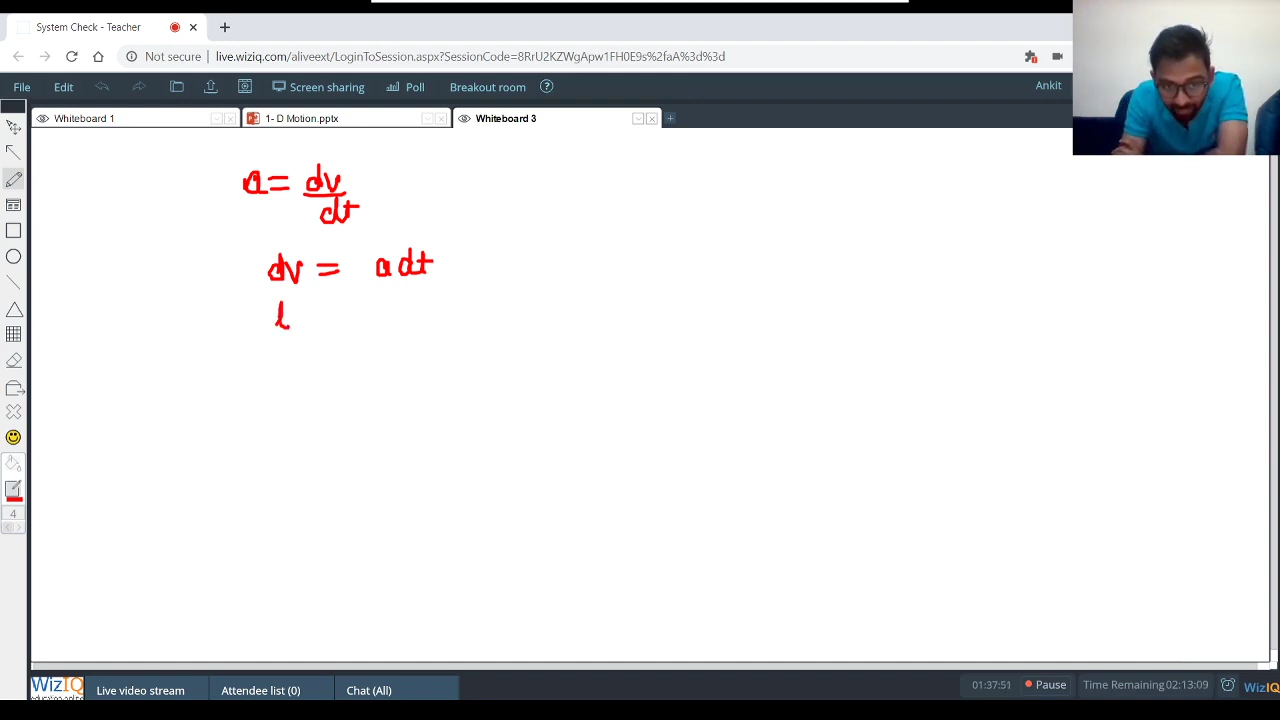 System Check - Teacher
Not secure
live.wiziq.com/aliveext/LoginToSession.aspx?SessionCode=8RrU2KZWgApw1FH0E9s%2faA%3d%3d
File Edit Screen sharing Poll Breakout room ? Ankit
Whiteboard 1 1- D Motion.pptx Whiteboard 3
a = dv/dt
dv = a dt
4
WizIQ Live video stream Attendee list (0) Chat (All) 01:37:51 Pause Time Remaining 02:13:09 WizIQ